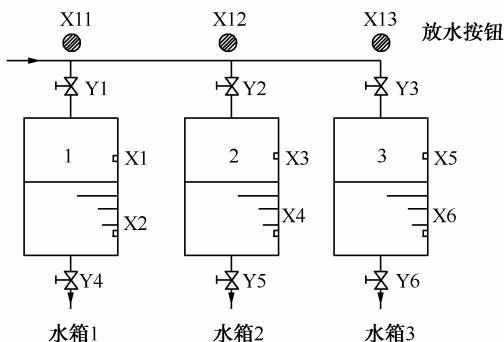 X11 X12 X13 放水按钮
Y1 Y2 Y3
1 X1 2 X3 3 X5
X2 X4 X6
Y4 Y5 Y6
水箱1 水箱2 水箱3